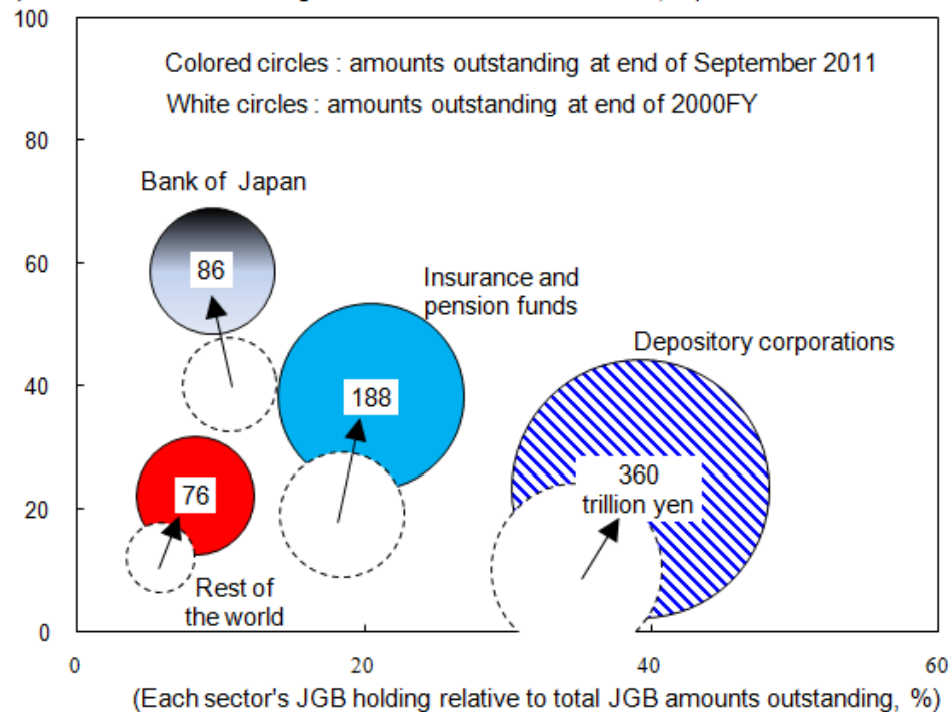 100
Colored circles : amounts outstanding at end of September 2011
White circles : amounts outstanding at end of 2000FY
80
Bank of Japan
60
86
Insurance and
pension funds
Depository corporations
40
188
360
trillion yen
76
20
Rest of
the world
0
0 20 40 60
(Each sector's JGB holding relative to total JGB amounts outstanding, %)